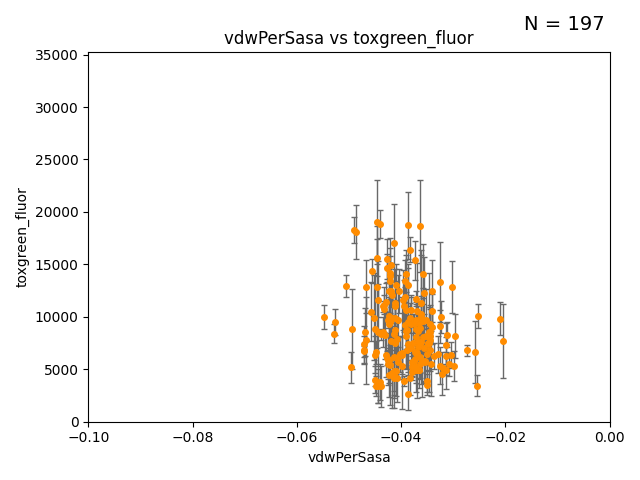 N = 197
vdwPerSasa vs toxgreen_fluor
35000
30000
25000
20000
15000
10000
5000
0
toxgreen_fluor
−0.10 −0.08 −0.06 −0.04 −0.02 0.00
vdwPerSasa